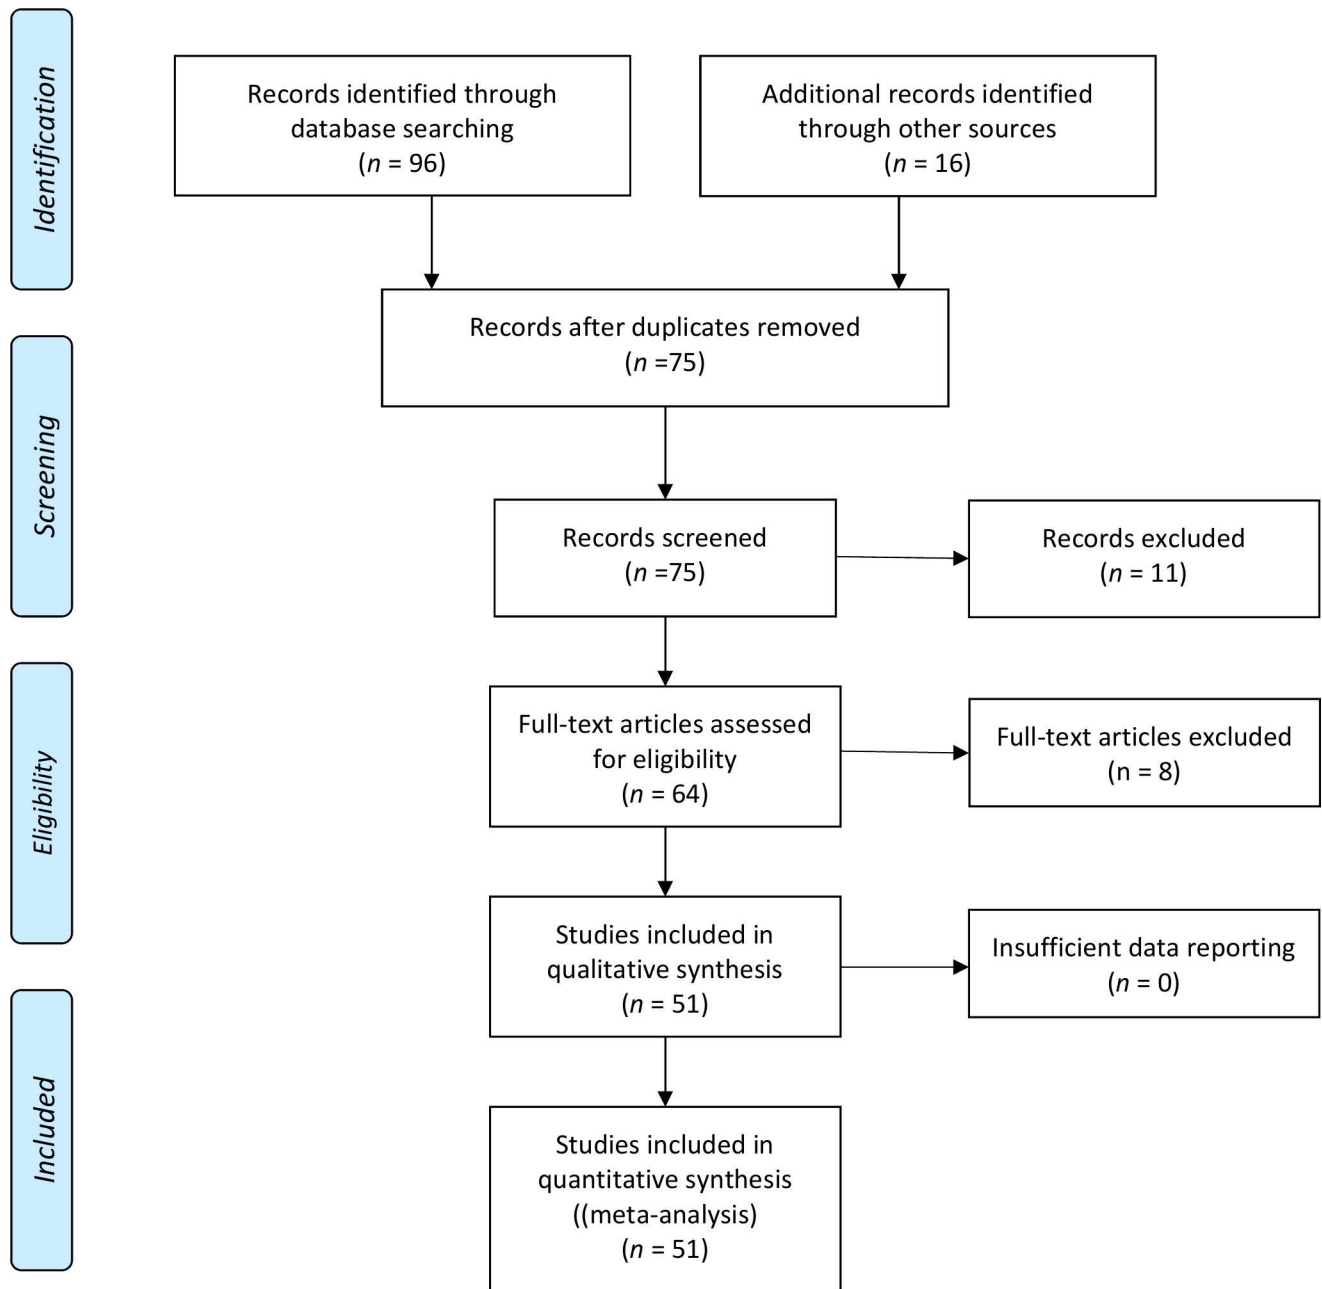 Identification
Records identified through
database searching
(n = 96)
Additional records identified
through other sources
(n = 16)
Records after duplicates removed
(n =75)
Screening
Records screened
(n =75)
Records excluded
(n = 11)
Eligibility
Full-text articles assessed
for eligibility
(n = 64)
Full-text articles excluded
(n = 8)
Studies included in
qualitative synthesis
(n = 51)
Insufficient data reporting
(n = 0)
Included
Studies included in
quantitative synthesis
((meta-analysis)
(n = 51)